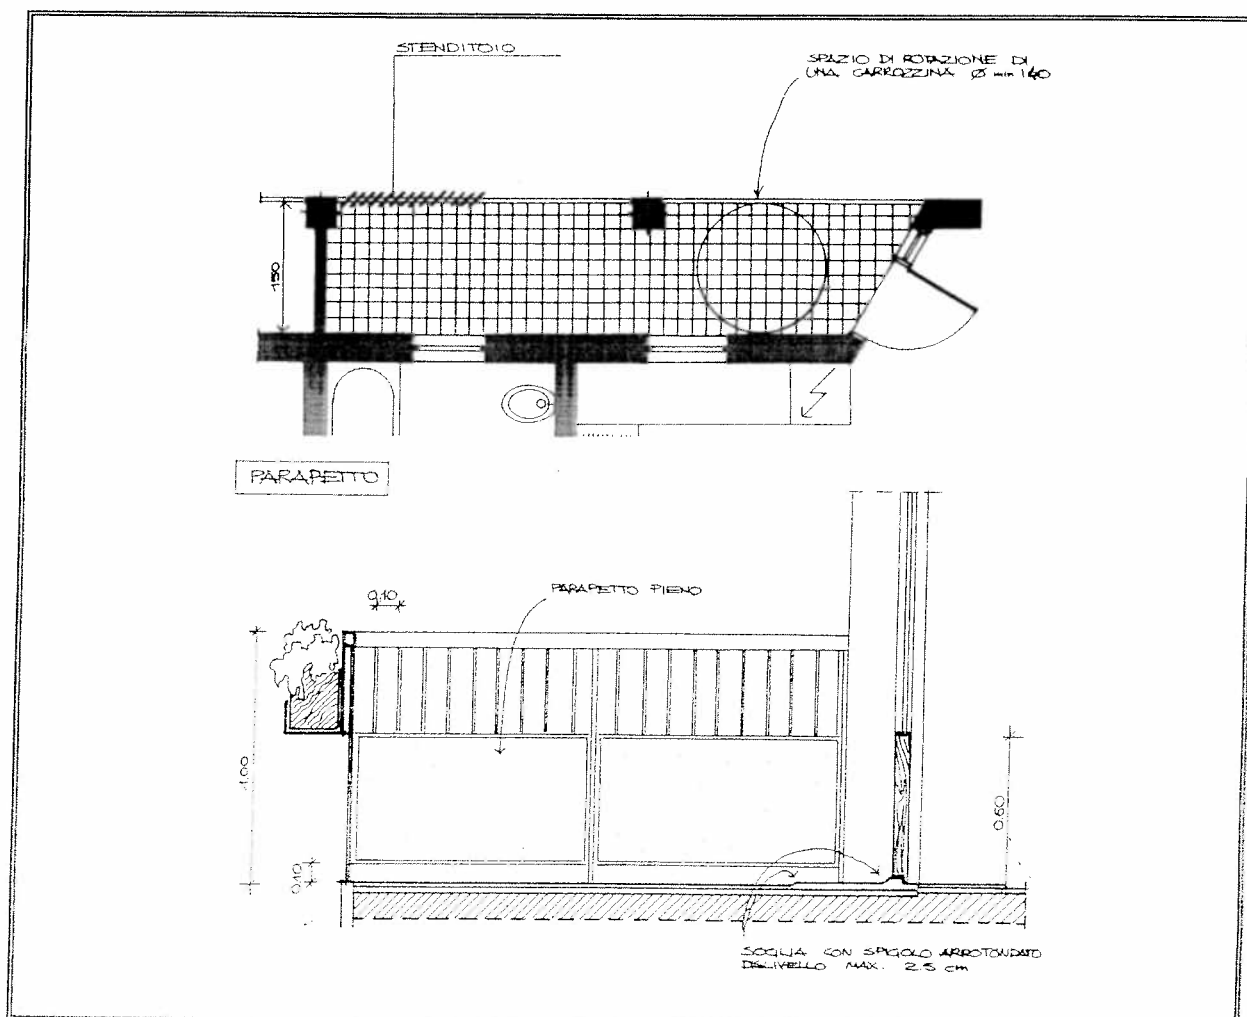 STENDITOIO
SPAZIO DI ROTAZIONE DI
UNA CARROZZINA Ø min 140
150
PARAPETTO
0.10
PARAPETTO PIENO
1.00
0.60
0.10
SOGLIA CON SPIGOLO ARROTONDATO
DISLIVELLO MAX. 2.5 cm